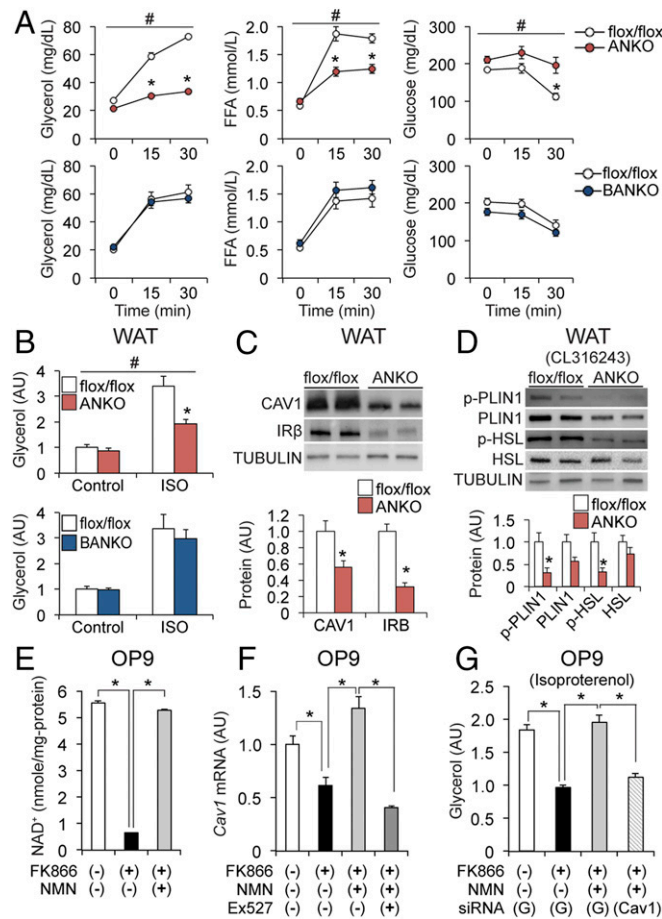 A
#
Glycerol (mg/dL)
80
60
40
20
0 15 30
*
*
#
FFA (mmol/L)
2.0
1.5
1.0
0.5
0 15 30
*
*
#
Glucose (mg/dL)
300
200
100
0 15 30
*
flox/flox
ANKO
Glycerol (mg/dL)
80
60
40
20
0 15 30
Time (min)
FFA (mmol/L)
2.0
1.5
1.0
0.5
0 15 30
Time (min)
Glucose (mg/dL)
300
200
100
0 15 30
Time (min)
flox/flox
BANKO
B
WAT
#
Glycerol (AU)
5
4
3
2
1
0
flox/flox
ANKO
*
Control ISO
Glycerol (AU)
5
4
3
2
1
0
flox/flox
BANKO
Control ISO
C
WAT
flox/flox ANKO
CAV1
IRβ
TUBULIN
flox/flox
ANKO
Protein (AU)
1.2
1.0
0.8
0.6
0.4
0.2
0
*
*
CAV1 IRB
D
WAT
(CL316243)
flox/flox ANKO
p-PLIN1
PLIN1
p-HSL
HSL
TUBULIN
flox/flox
ANKO
Protein (AU)
1.5
1.0
0.5
0
*
*
p-PLIN1 PLIN1 p-HSL HSL
E
OP9
NAD+ (nmole/mg-protein)
6
5
4
3
2
1
0
* *
FK866 (-) (+) (+)
NMN (-) (-) (+)
F
OP9
Cav1 mRNA (AU)
1.5
1.0
0.5
0
* * *
FK866 (-) (+) (+) (+)
NMN (-) (-) (+) (+)
Ex527 (-) (-) (-) (+)
G
OP9
(Isoproterenol)
Glycerol (AU)
2.5
2.0
1.5
1.0
0.5
0
* * *
FK866 (-) (+) (+) (+)
NMN (-) (-) (+) (+)
siRNA (G) (G) (G) (Cav1)